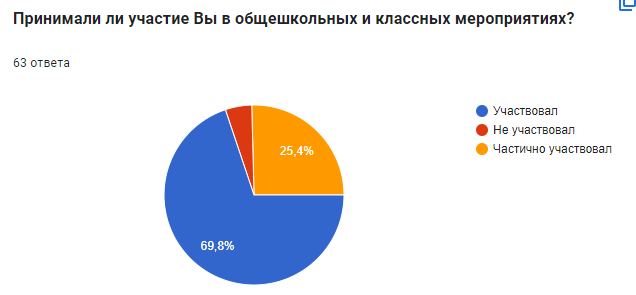 Принимали ли участие Вы в общешкольных и классных мероприятиях?
63 ответа
Участвовал
Не участвовал
Частично участвовал
25,4%
69,8%